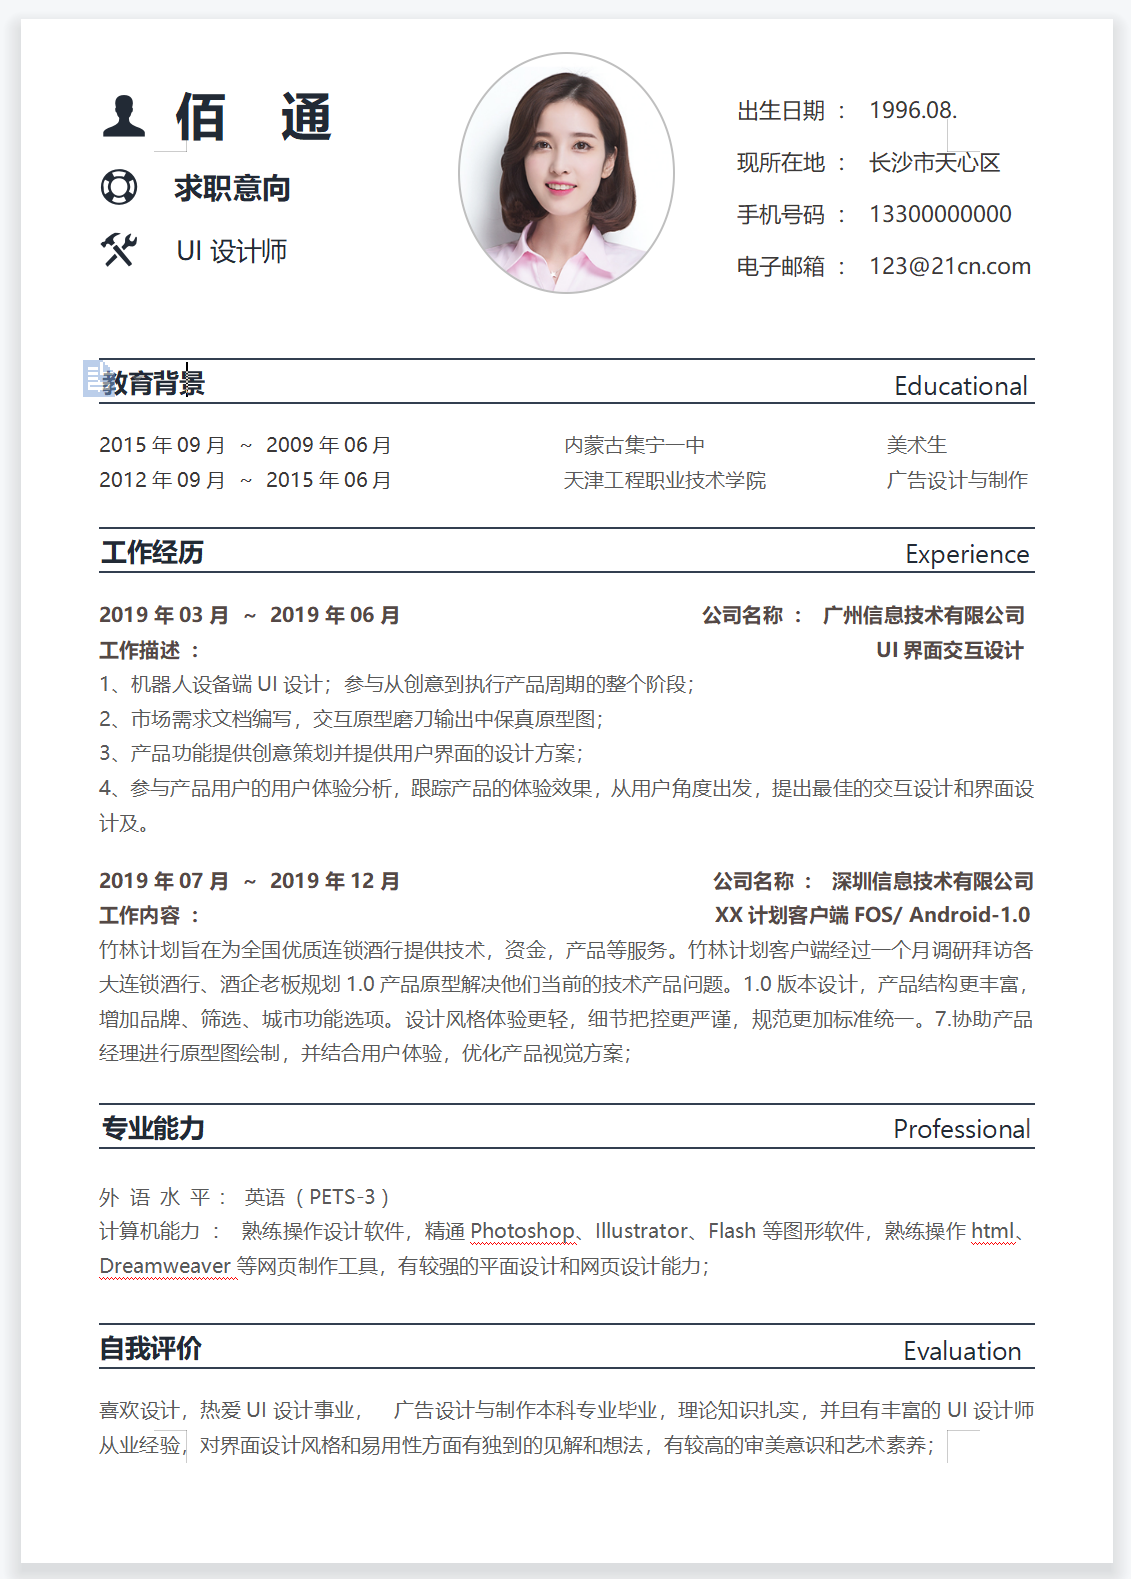 佰 通
求职意向
UI 设计师
出生日期 ： 1996.08.
现所在地 ： 长沙市天心区
手机号码 ： 13300000000
电子邮箱 ： 123@21cn.com
教育背景 Educational
2015 年 09 月 ~ 2009 年 06 月 内蒙古集宁一中 美术生
2012 年 09 月 ~ 2015 年 06 月 天津工程职业技术学院 广告设计与制作
工作经历 Experience
2019 年 03 月 ~ 2019 年 06 月 公司名称 ： 广州信息技术有限公司
工作描述 ： UI 界面交互设计
1、机器人设备端 UI 设计；参与从创意到执行产品周期的整个阶段；
2、市场需求文档编写，交互原型磨刀输出中保真原型图；
3、产品功能提供创意策划并提供用户界面的设计方案；
4、参与产品用户的用户体验分析，跟踪产品的体验效果，从用户角度出发，提出最佳的交互设计和界面设
计及。
2019 年 07 月 ~ 2019 年 12 月 公司名称 ： 深圳信息技术有限公司
工作内容 ： XX 计划客户端 FOS/ Android-1.0
竹林计划旨在为全国优质连锁酒行提供技术，资金，产品等服务。竹林计划客户端经过一个月调研拜访各
大连锁酒行、酒企老板规划 1.0 产品原型解决他们当前的技术产品问题。1.0 版本设计，产品结构更丰富，
增加品牌、筛选、城市功能选项。设计风格体验更轻，细节把控更严谨，规范更加标准统一。7.协助产品
经理进行原型图绘制，并结合用户体验，优化产品视觉方案；
专业能力 Professional
外 语 水 平 ： 英语（ PETS-3 ）
计算机能力 ： 熟练操作设计软件，精通 Photoshop、Illustrator、Flash 等图形软件，熟练操作 html、
Dreamweaver 等网页制作工具，有较强的平面设计和网页设计能力；
自我评价 Evaluation
喜欢设计，热爱 UI 设计事业， 广告设计与制作本科专业毕业，理论知识扎实，并且有丰富的 UI 设计师
从业经验，对界面设计风格和易用性方面有独到的见解和想法，有较高的审美意识和艺术素养；